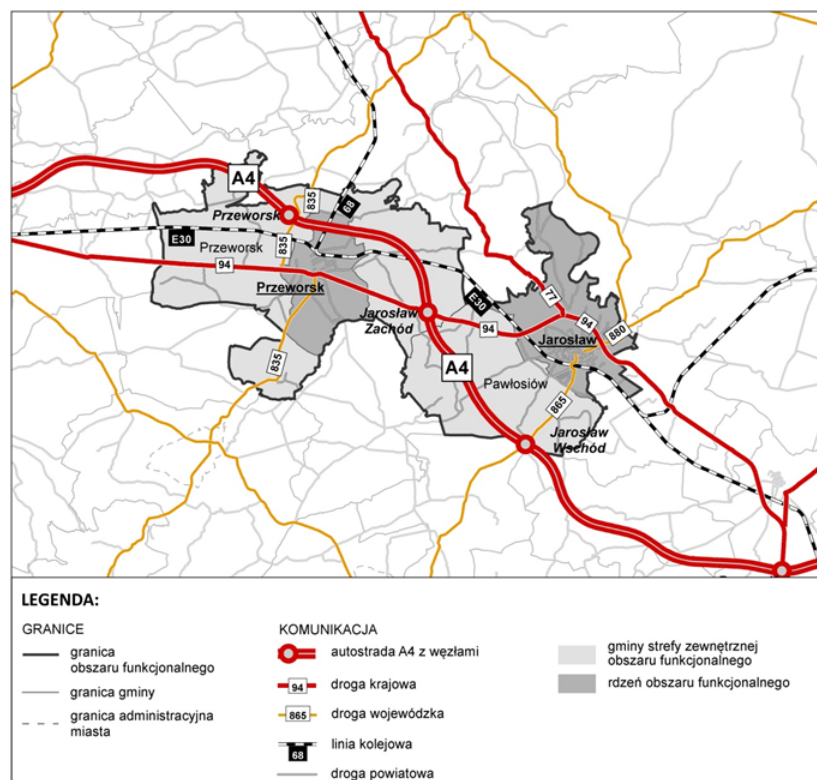 A4
835
68
Przeworsk
E30
835
Przeworsk
94
Przeworsk
E30
77
Jarosław
Zachód
94
94
880
Jarosław
835
A4
Pawłosiów
865
Jarosław
Wschód
LEGENDA:
GRANICE
granica
obszaru funkcjonalnego
granica gminy
granica administracyjna
miasta
KOMUNIKACJA
autostrada A4 z węzłami
94
droga krajowa
865
droga wojewódzka
68
linia kolejowa
droga powiatowa
gminy strefy zewnętrznej
obszaru funkcjonalnego
rdzeń obszaru funkcjonalnego